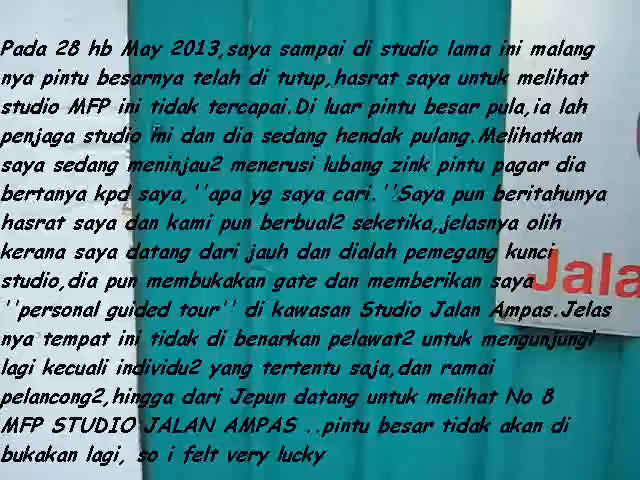 Pada 28 hb May 2013,saya sampai di studio lama ini malang
nya pintu besarnya telah di tutup,hasrat saya untuk melihat
studio MFP ini tidak tercapai.Di luar pintu besar pula,ia lah
penjaga studio ini dan dia sedang hendak pulang.Melihatkan
saya sedang meninjau2 menerusi lubang zink pintu pagar dia
bertanya kpd saya,''apa yg saya cari.''Saya pun beritahunya
hasrat saya dan kami pun berbual2 seketika,jelasnya olih
kerana saya datang dari jauh dan dialah pemegang kunci
studio,dia pun membukakan gate dan memberikan saya
''personal guided tour'' di kawasan Studio Jalan Ampas.Jelas
nya tempat ini tidak di benarkan pelawat2 untuk mengunjungi
lagi kecuali individu2 yang tertentu saja,dan ramai
pelancong2,hingga dari Jepun datang untuk melihat No 8
MFP STUDIO JALAN AMPAS ..pintu besar tidak akan di
bukakan lagi, so i felt very lucky
Jala